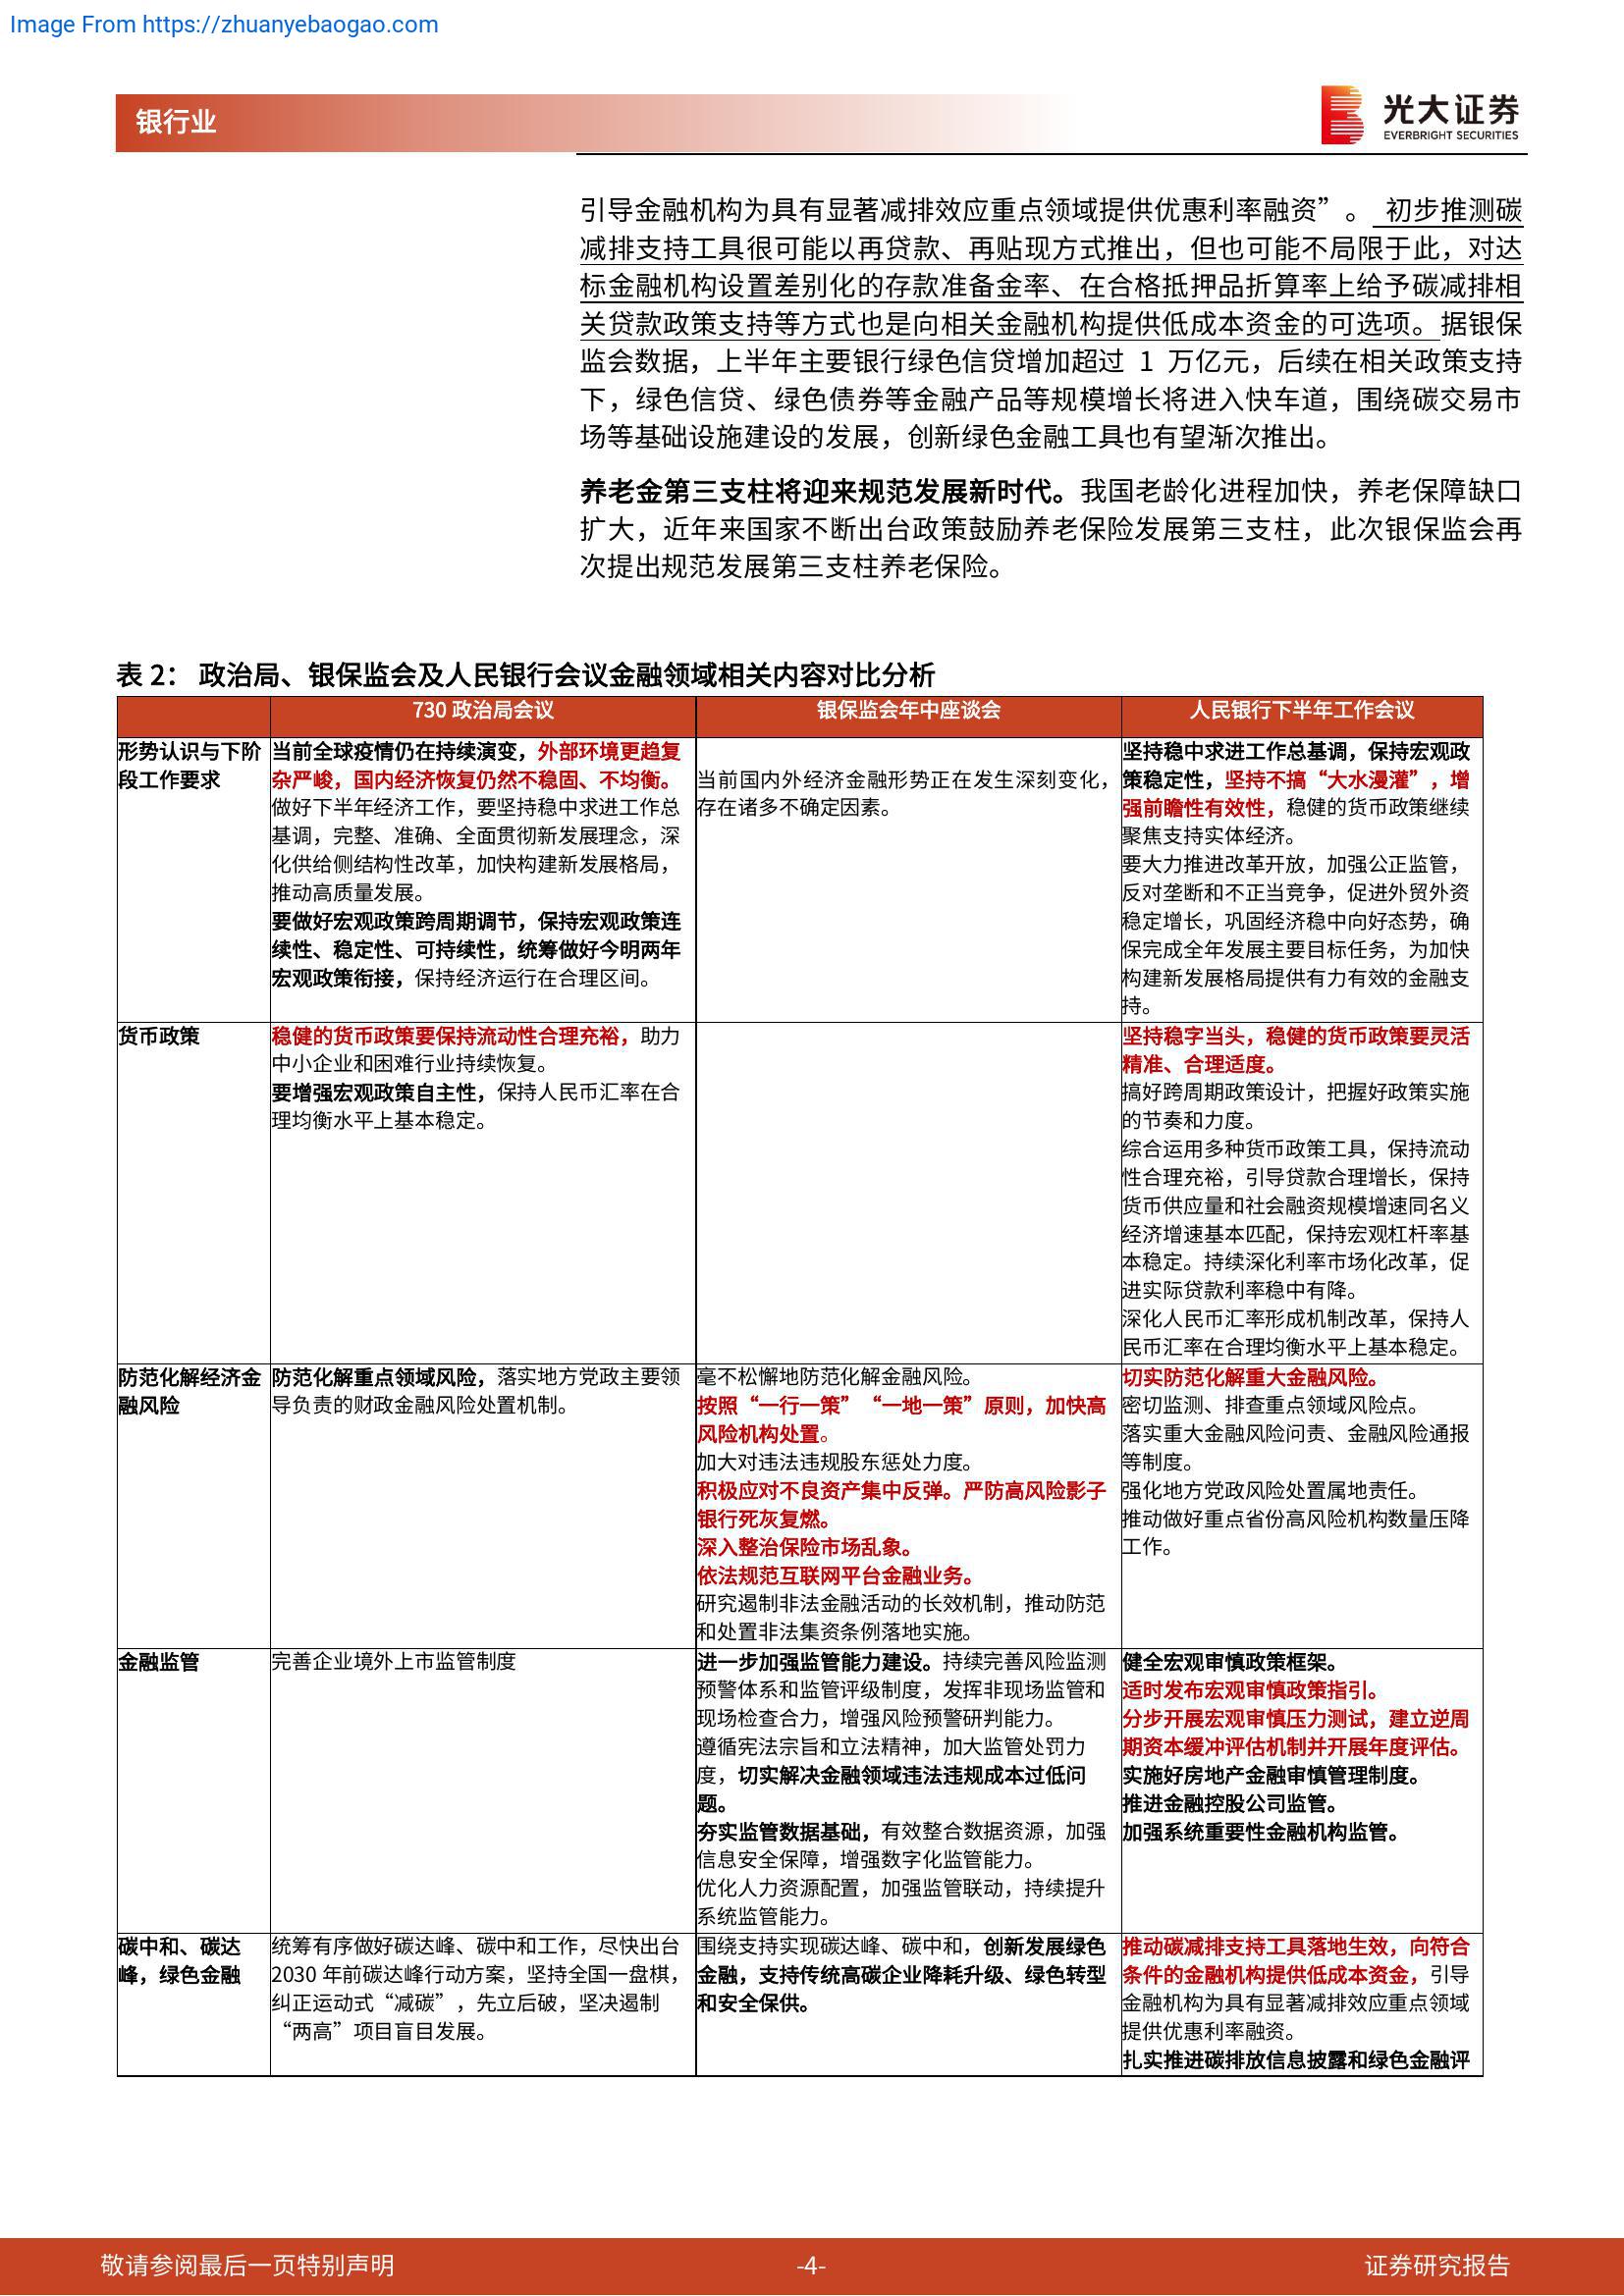 Image From https://zhuanyebaogao.com
银行业
光大证券
EVERBRIGHT SECURITIES
引导金融机构为具有显著减排效应重点领域提供优惠利率融资”。 初步推测碳
减排支持工具很可能以再贷款、再贴现方式推出，但也可能不局限于此，对达
标金融机构设置差别化的存款准备金率、在合格抵押品折算率上给予碳减排相
关贷款政策支持等方式也是向相关金融机构提供低成本资金的可选项。据银保
监会数据，上半年主要银行绿色信贷增加超过 1 万亿元，后续在相关政策支持
下，绿色信贷、绿色债券等金融产品等规模增长将进入快车道，围绕碳交易市
场等基础设施建设的发展，创新绿色金融工具也有望渐次推出。
养老金第三支柱将迎来规范发展新时代。我国老龄化进程加快，养老保障缺口
扩大，近年来国家不断出台政策鼓励养老保险发展第三支柱，此次银保监会再
次提出规范发展第三支柱养老保险。
表 2： 政治局、银保监会及人民银行会议金融领域相关内容对比分析
730 政治局会议
银保监会年中座谈会
人民银行下半年工作会议
形势认识与下阶
段工作要求
当前全球疫情仍在持续演变，外部环境更趋复
杂严峻，国内经济恢复仍然不稳固、不均衡。
做好下半年经济工作，要坚持稳中求进工作总
基调，完整、准确、全面贯彻新发展理念，深
化供给侧结构性改革，加快构建新发展格局，
推动高质量发展。
要做好宏观政策跨周期调节，保持宏观政策连
续性、稳定性、可持续性，统筹做好今明两年
宏观政策衔接，保持经济运行在合理区间。
当前国内外经济金融形势正在发生深刻变化，
存在诸多不确定因素。
坚持稳中求进工作总基调，保持宏观政
策稳定性，坚持不搞“大水漫灌”，增
强前瞻性有效性，稳健的货币政策继续
聚焦支持实体经济。
要大力推进改革开放，加强公正监管，
反对垄断和不正当竞争，促进外贸外资
稳定增长，巩固经济稳中向好态势，确
保完成全年发展主要目标任务，为加快
构建新发展格局提供有力有效的金融支
持。
货币政策
稳健的货币政策要保持流动性合理充裕，助力
中小企业和困难行业持续恢复。
要增强宏观政策自主性，保持人民币汇率在合
理均衡水平上基本稳定。
坚持稳字当头，稳健的货币政策要灵活
精准、合理适度。
搞好跨周期政策设计，把握好政策实施
的节奏和力度。
综合运用多种货币政策工具，保持流动
性合理充裕，引导贷款合理增长，保持
货币供应量和社会融资规模增速同名义
经济增速基本匹配，保持宏观杠杆率基
本稳定。持续深化利率市场化改革，促
进实际贷款利率稳中有降。
深化人民币汇率形成机制改革，保持人
民币汇率在合理均衡水平上基本稳定。
防范化解经济金
融风险
防范化解重点领域风险，落实地方党政主要领
导负责的财政金融风险处置机制。
毫不松懈地防范化解金融风险。
按照“一行一策”“一地一策”原则，加快高
风险机构处置。
加大对违法违规股东惩处力度。
积极应对不良资产集中反弹。严防高风险影子
银行死灰复燃。
深入整治保险市场乱象。
依法规范互联网平台金融业务。
研究遏制非法金融活动的长效机制，推动防范
和处置非法集资条例落地实施。
切实防范化解重大金融风险。
密切监测、排查重点领域风险点。
落实重大金融风险问责、金融风险通报
等制度。
强化地方党政风险处置属地责任。
推动做好重点省份高风险机构数量压降
工作。
金融监管
完善企业境外上市监管制度
进一步加强监管能力建设。持续完善风险监测
预警体系和监管评级制度，发挥非现场监管和
现场检查合力，增强风险预警研判能力。
遵循宪法宗旨和立法精神，加大监管处罚力
度，切实解决金融领域违法违规成本过低问
题。
夯实监管数据基础，有效整合数据资源，加强
信息安全保障，增强数字化监管能力。
优化人力资源配置，加强监管联动，持续提升
系统监管能力。
健全宏观审慎政策框架。
适时发布宏观审慎政策指引。
分步开展宏观审慎压力测试，建立逆周
期资本缓冲评估机制并开展年度评估。
实施好房地产金融审慎管理制度。
推进金融控股公司监管。
加强系统重要性金融机构监管。
碳中和、碳达
峰，绿色金融
统筹有序做好碳达峰、碳中和工作，尽快出台
2030 年前碳达峰行动方案，坚持全国一盘棋，
纠正运动式“减碳”，先立后破，坚决遏制
“两高”项目盲目发展。
围绕支持实现碳达峰、碳中和，创新发展绿色
金融，支持传统高碳企业降耗升级、绿色转型
和安全保供。
推动碳减排支持工具落地生效，向符合
条件的金融机构提供低成本资金，引导
金融机构为具有显著减排效应重点领域
提供优惠利率融资。
扎实推进碳排放信息披露和绿色金融评
敬请参阅最后一页特别声明
-4-
证券研究报告